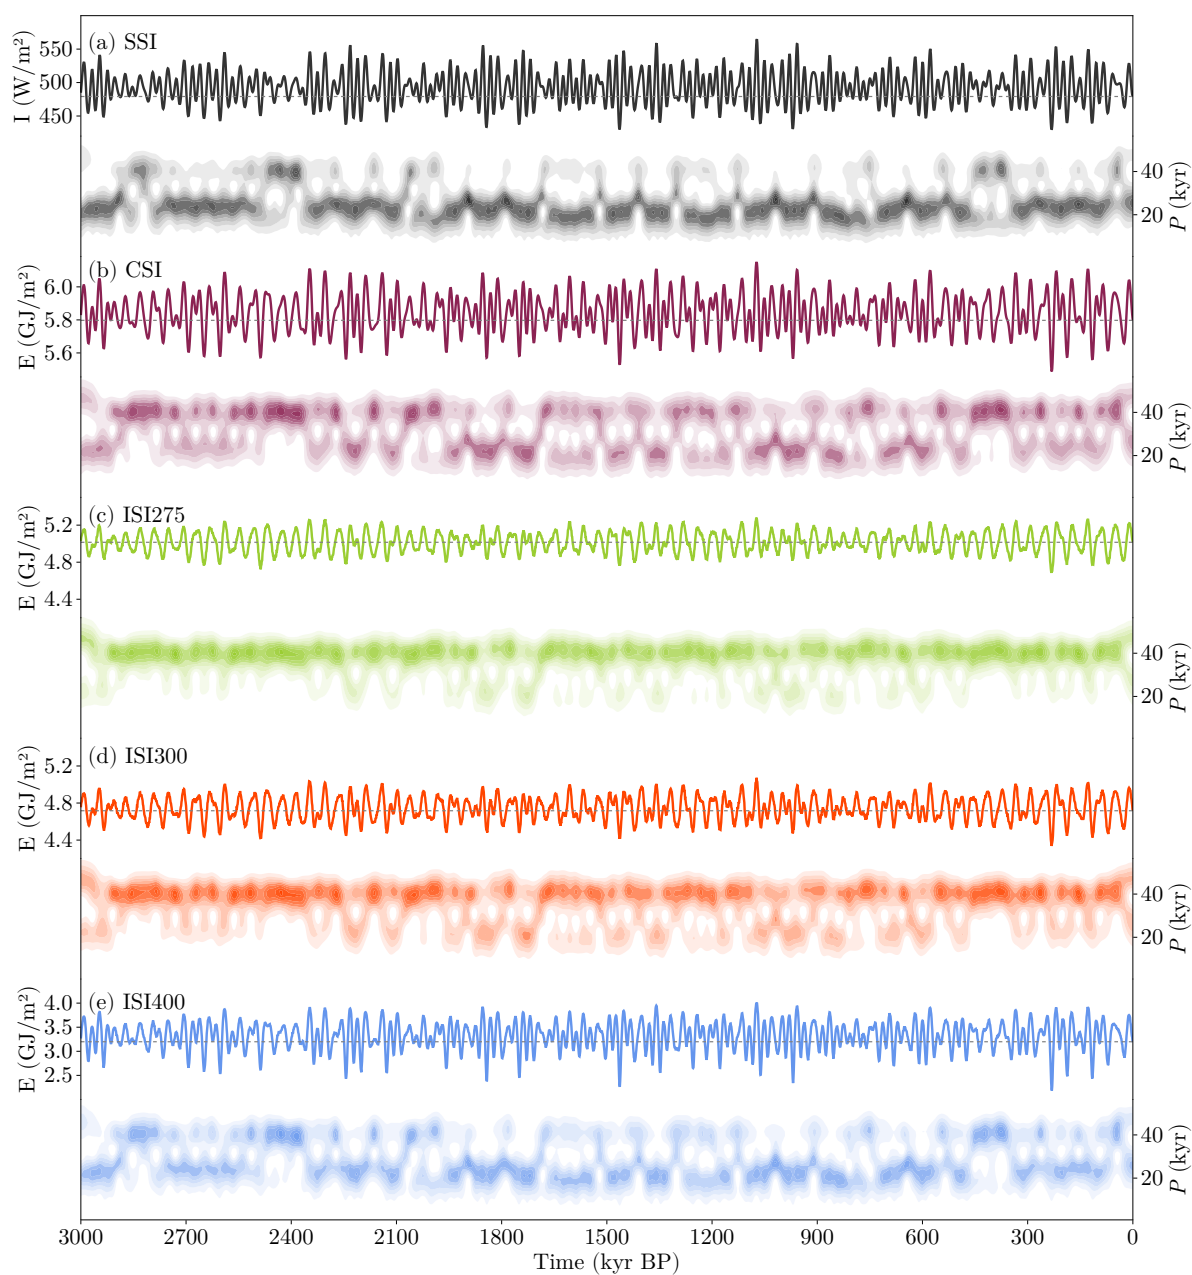 (a) SSI
I (W/m²)
550
500
450
40
20
P (kyr)
(b) CSI
E (GJ/m²)
6.0
5.8
5.6
40
20
P (kyr)
(c) ISI275
E (GJ/m²)
5.2
4.8
4.4
40
20
P (kyr)
(d) ISI300
E (GJ/m²)
5.2
4.8
4.4
40
20
P (kyr)
(e) ISI400
E (GJ/m²)
4.0
3.5
3.0
2.5
40
20
P (kyr)
3000 2700 2400 2100 1800 1500 1200 900 600 300 0
Time (kyr BP)